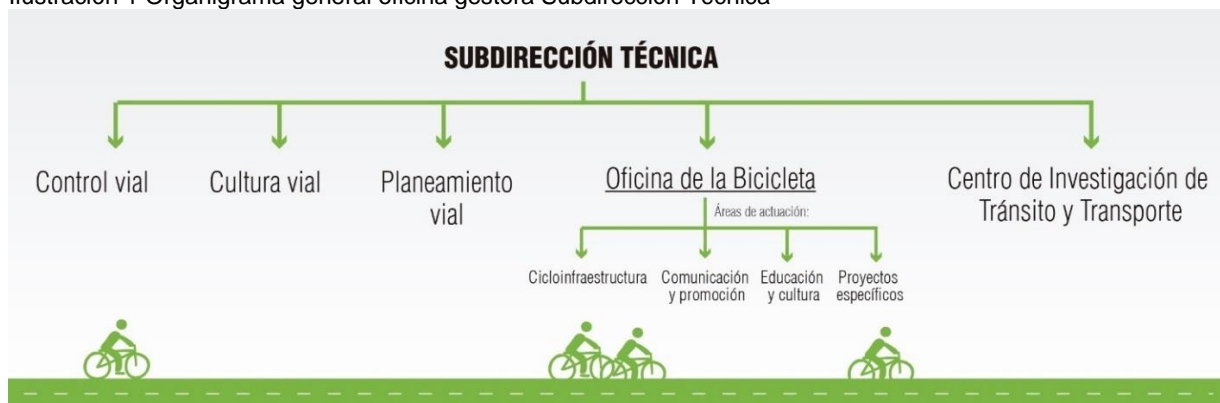 Ilustración 1 Organigrama general oficina gestora Subdirección Técnica
SUBDIRECCIÓN TÉCNICA
Control vial
Cultura vial
Planeamiento
vial
Oficina de la Bicicleta
Centro de Investigación de
Tránsito y Transporte
Áreas de actuación:
Cicloinfraestructura
Comunicación
y promoción
Educación
y cultura
Proyectos
específicos